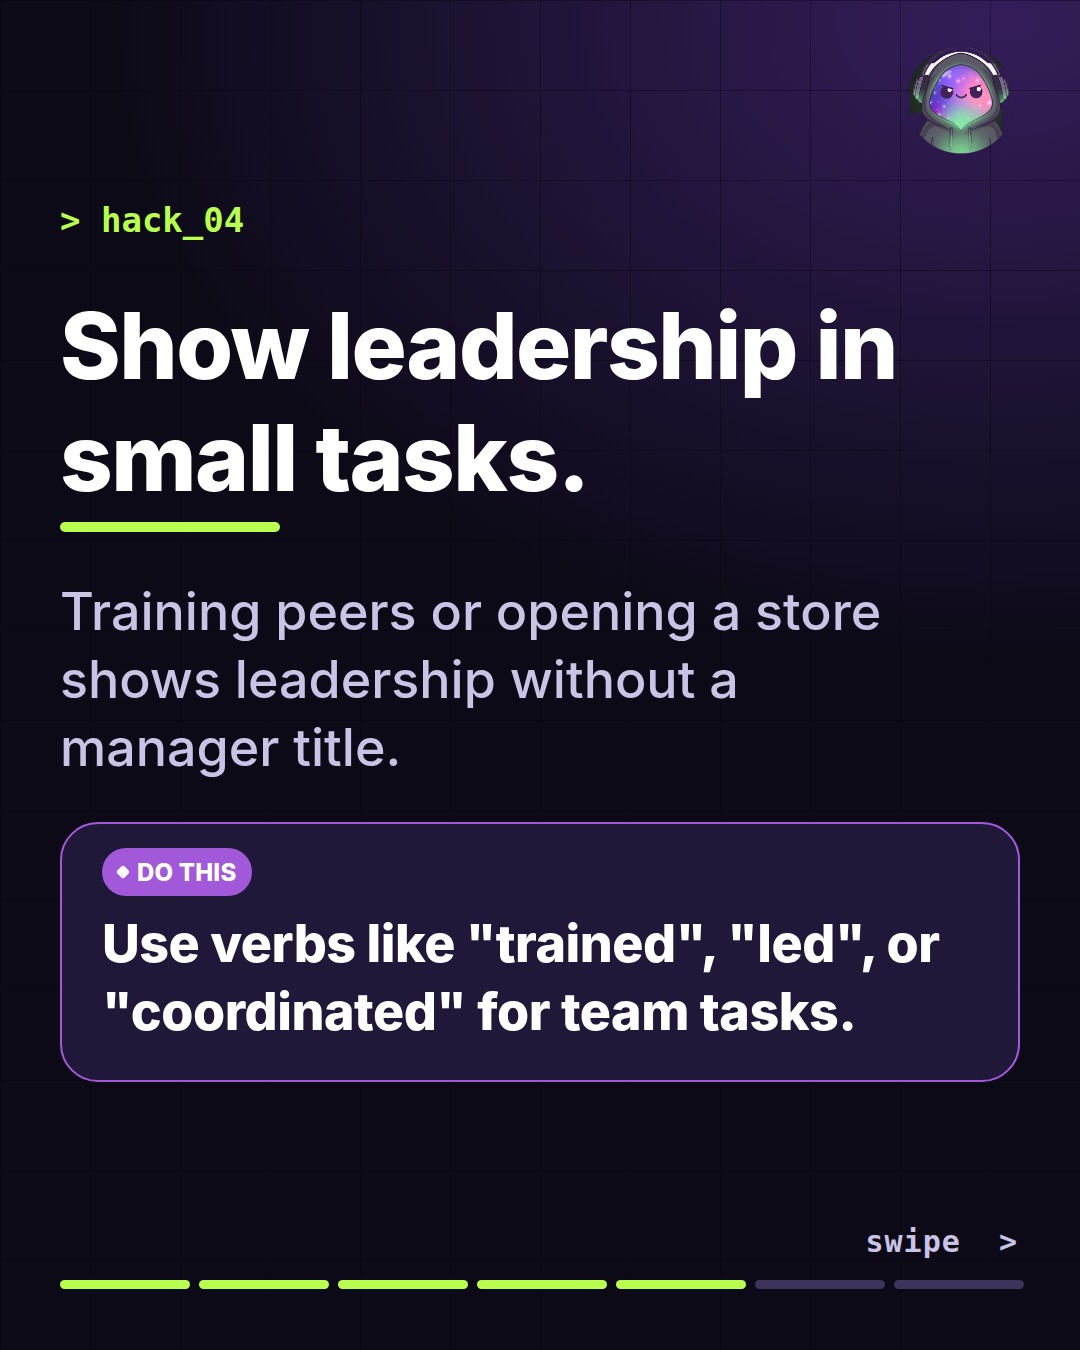 > hack_04
Show leadership in
small tasks.
Training peers or opening a store
shows leadership without a
manager title.
DO THIS
Use verbs like "trained", "led", or
"coordinated" for team tasks.
swipe >